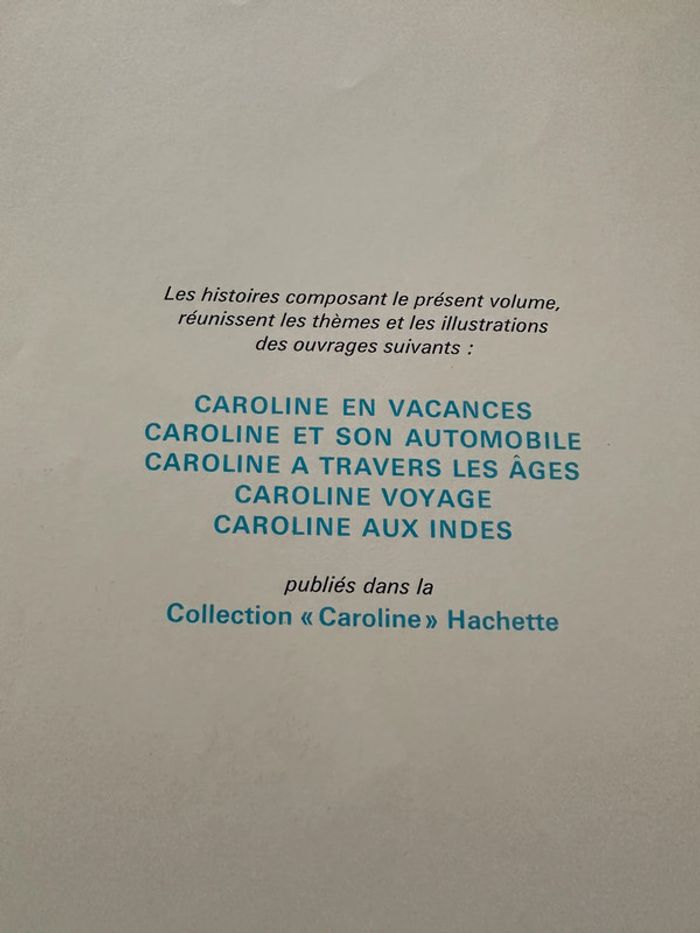 Les histoires composant le présent volume,
réunissent les thèmes et les illustrations
des ouvrages suivants :
CAROLINE EN VACANCES
CAROLINE ET SON AUTOMOBILE
CAROLINE A TRAVERS LES ÂGES
CAROLINE VOYAGE
CAROLINE AUX INDES
publiés dans la
Collection « Caroline » Hachette